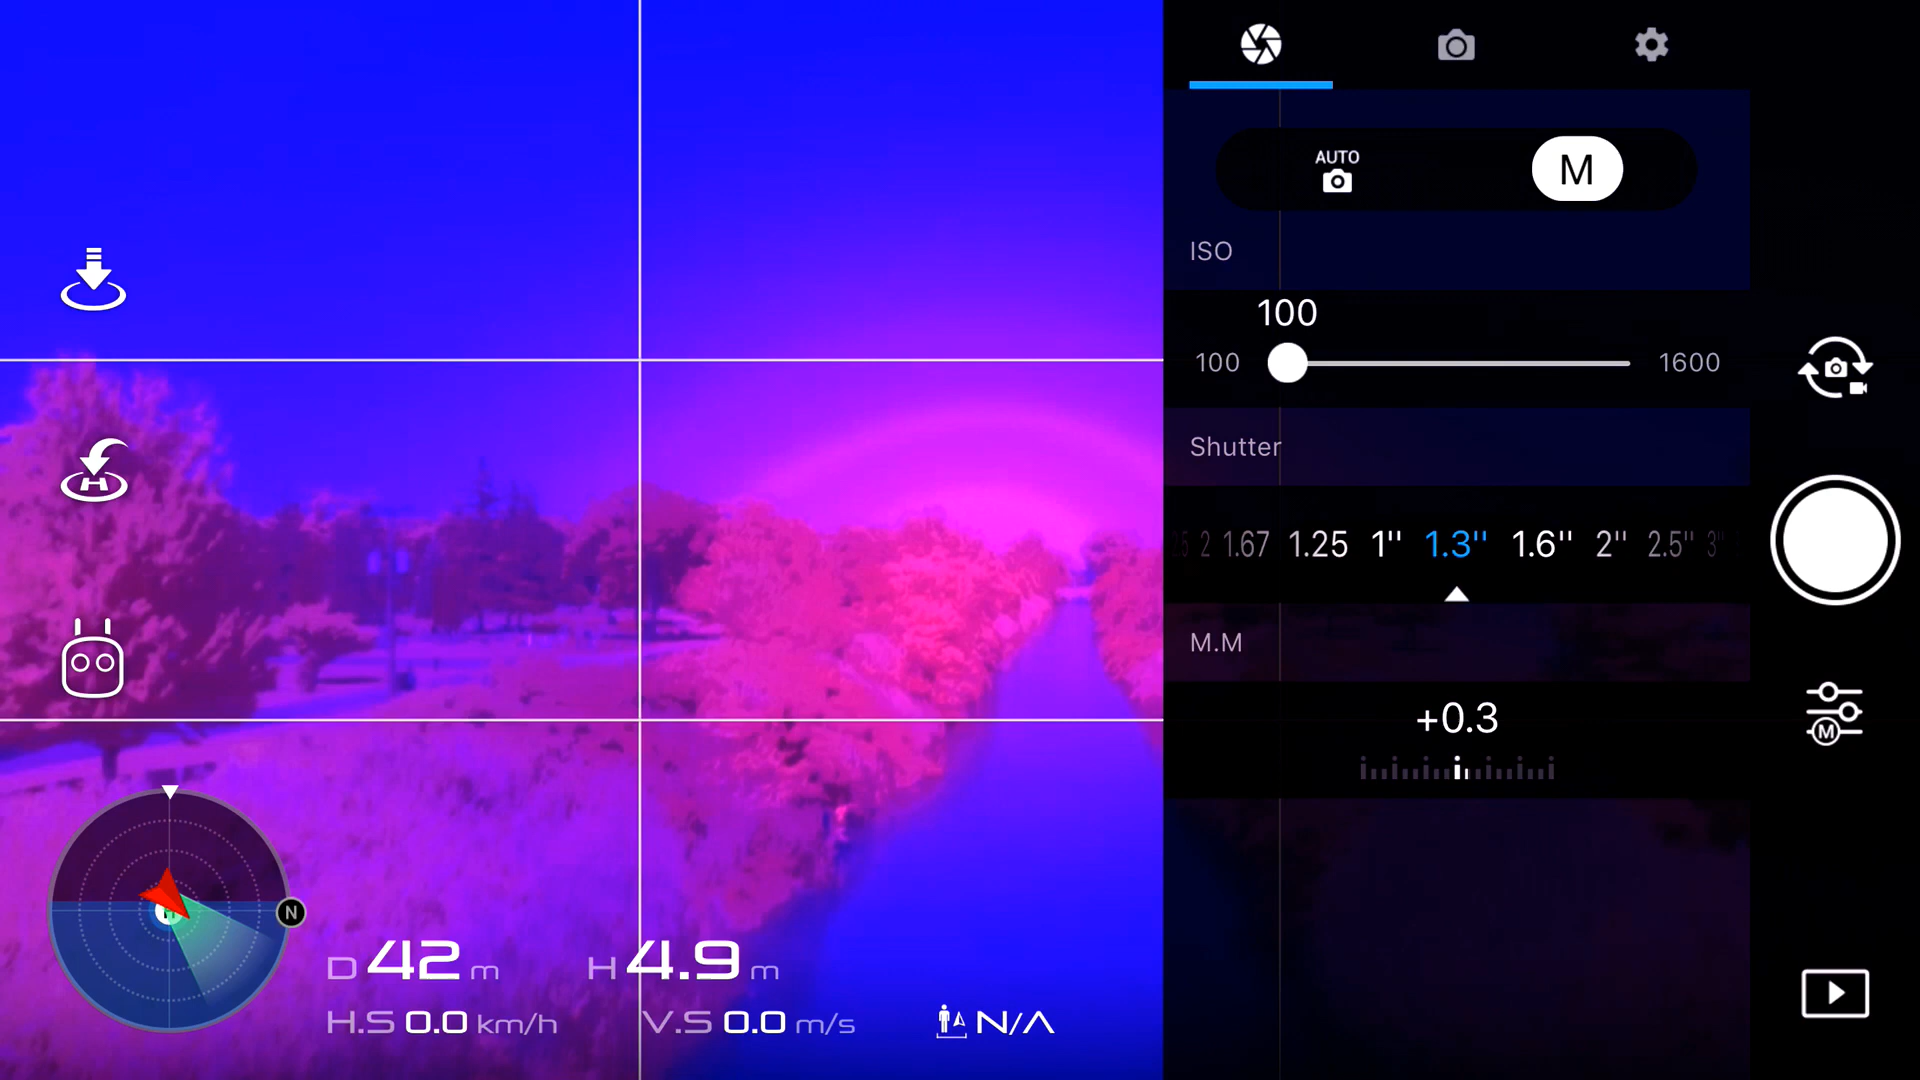 AUTO
M
ISO
100
100 1600
Shutter
2 1.67 1.25 1'' 1.3'' 1.6'' 2'' 2.5'' 3''
M.M
M
+0.3
H
N
D 42 m H 4.9 m
H.S 0.0 km/h V.S 0.0 m/s N/A